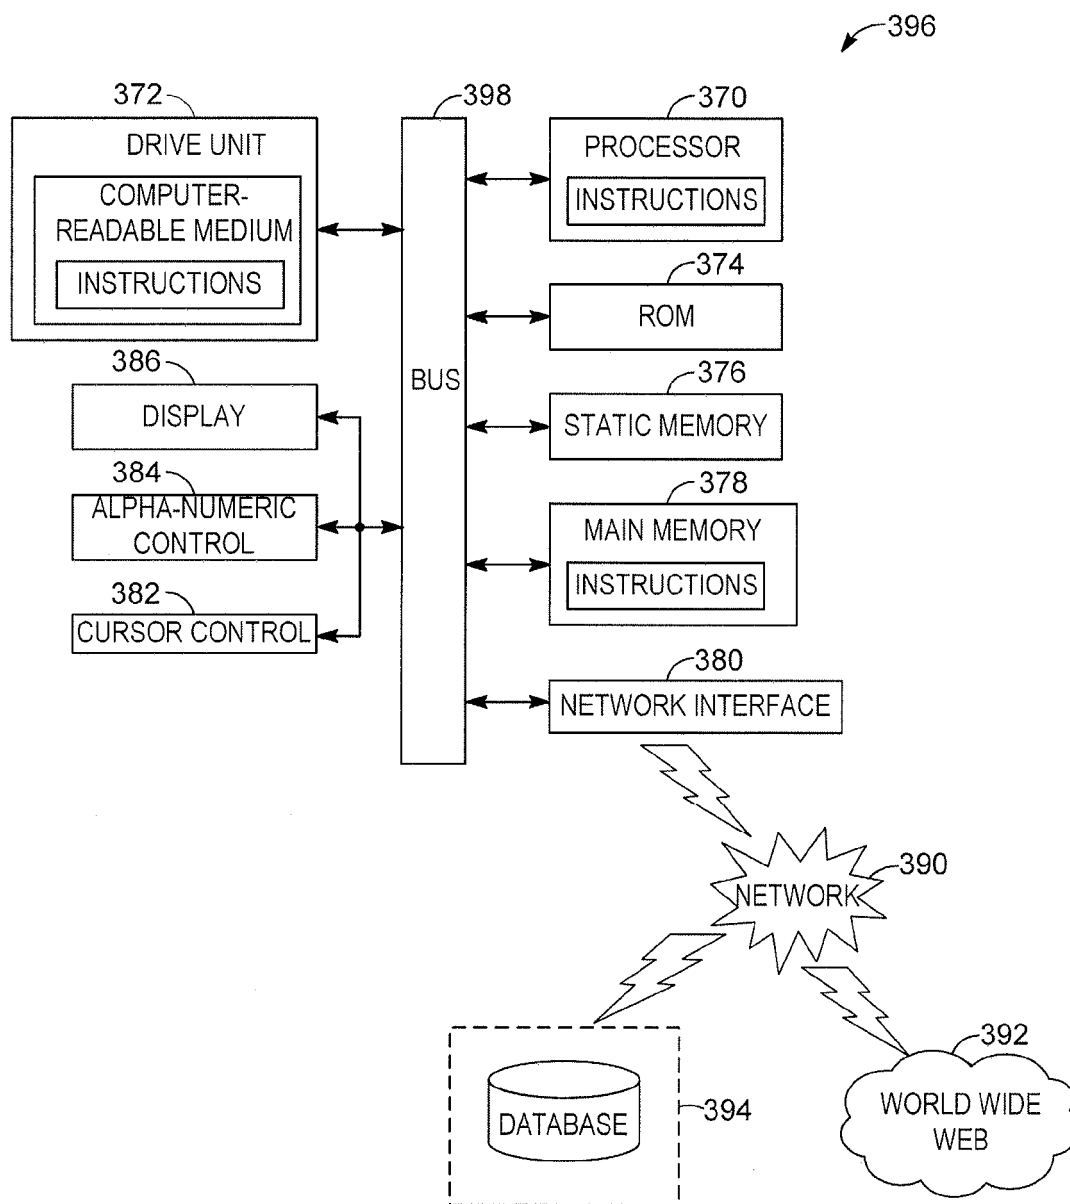 396
372
DRIVE UNIT
COMPUTER-
READABLE MEDIUM
INSTRUCTIONS
386
DISPLAY
384
ALPHA-NUMERIC
CONTROL
382
CURSOR CONTROL
398
BUS
370
PROCESSOR
INSTRUCTIONS
374
ROM
376
STATIC MEMORY
378
MAIN MEMORY
INSTRUCTIONS
380
NETWORK INTERFACE
390
NETWORK
394
DATABASE
392
WORLD WIDE
WEB